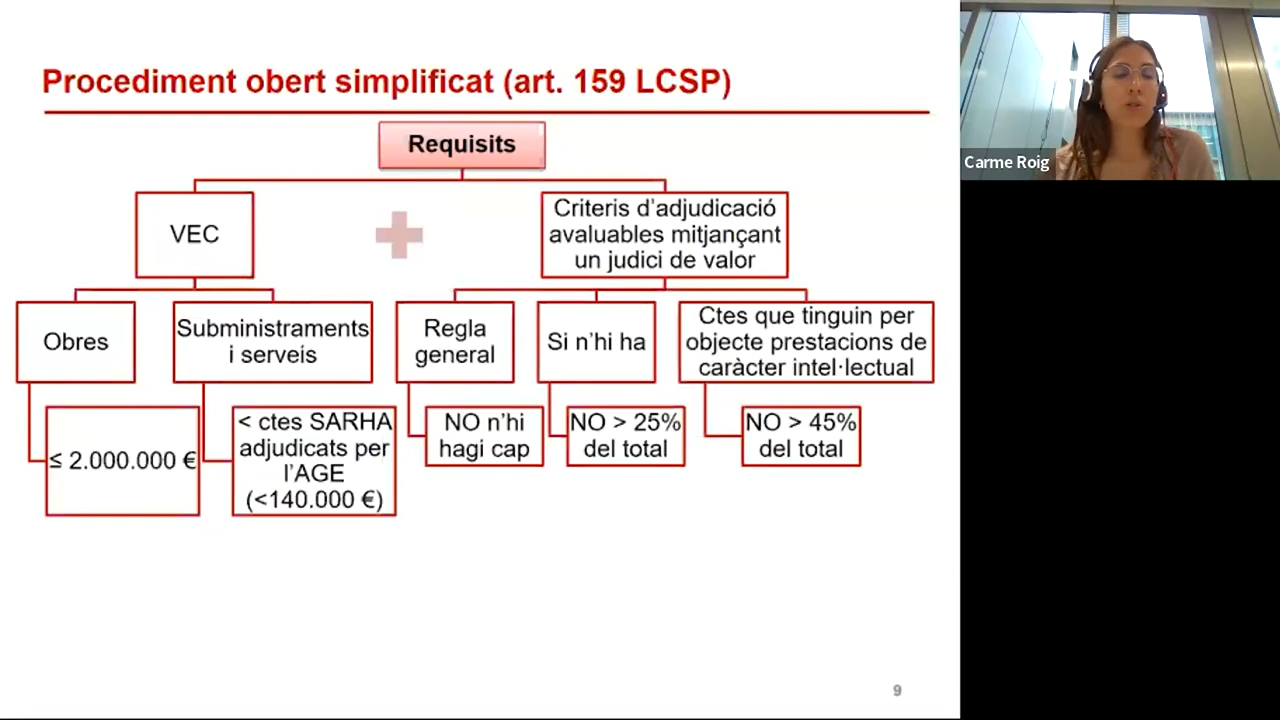 Procediment obert simplificat (art. 159 LCSP)
Requisits
VEC
Criteris d’adjudicació
avaluables mitjançant
un judici de valor
Obres
Subministraments
i serveis
Regla
general
Si n’hi ha
Ctes que tinguin per
objecte prestacions de
caràcter intel·lectual
≤ 2.000.000 €
< ctes SARHA
adjudicats per
l’AGE
(<140.000 €)
NO n’hi
hagi cap
NO > 25%
del total
NO > 45%
del total
9
Carme Roig